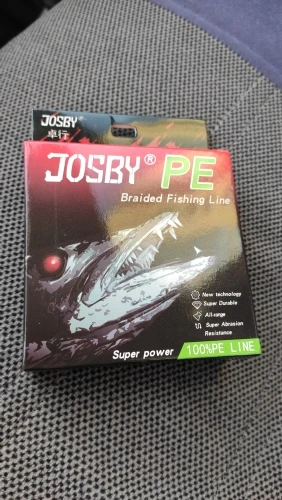 JOSBY®
卓行
JOSBY® PE
Braided Fishing Line
New technology
Super Durable
All-range
Super Abrasion
Resistance
Super power
100%PE LINE